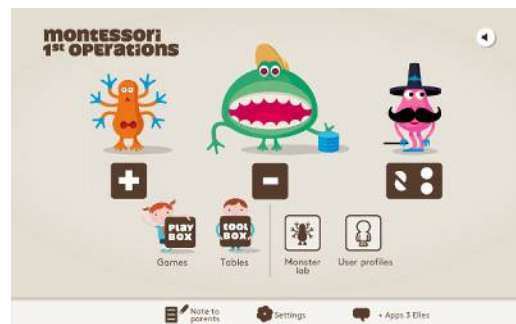 montessori
1st OPERATIONS
+
-
PLAY
BOX
tool
BOX
Games
Tables
Monster
lab
User profiles
Note to
parents
Settings
+ Apps 3 Elles